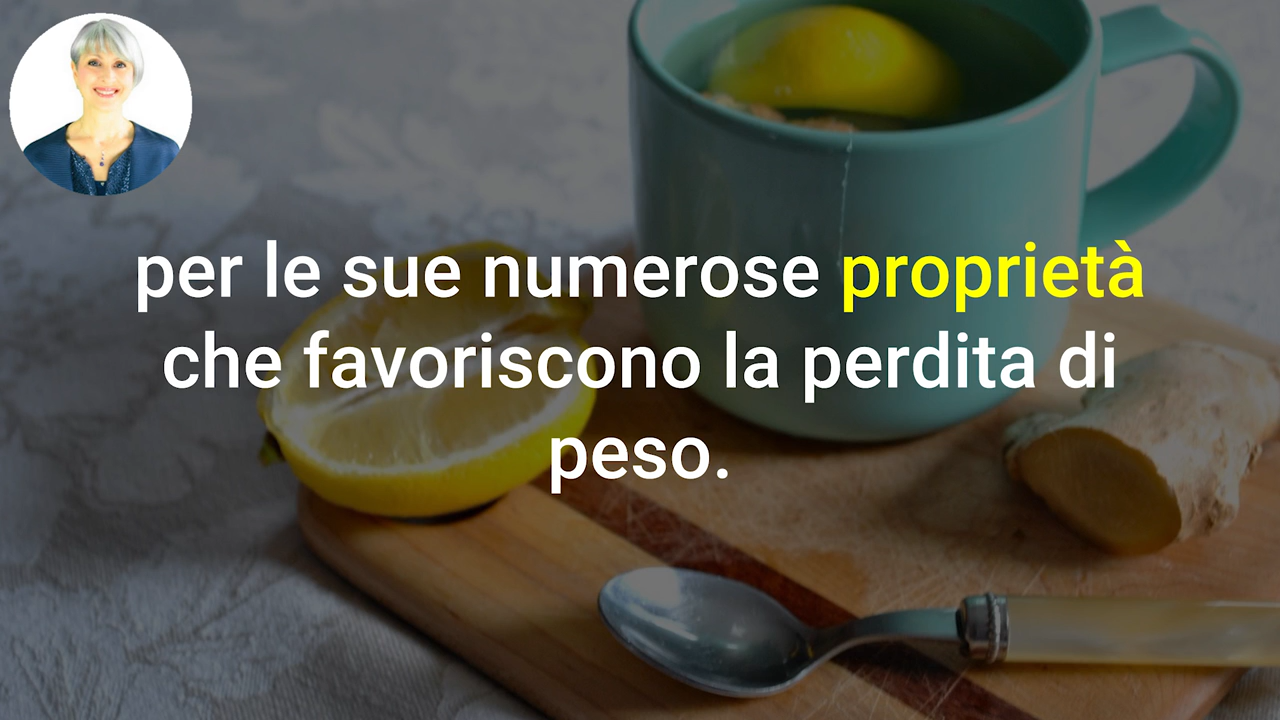 per le sue numerose proprietà
che favoriscono la perdita di
peso.